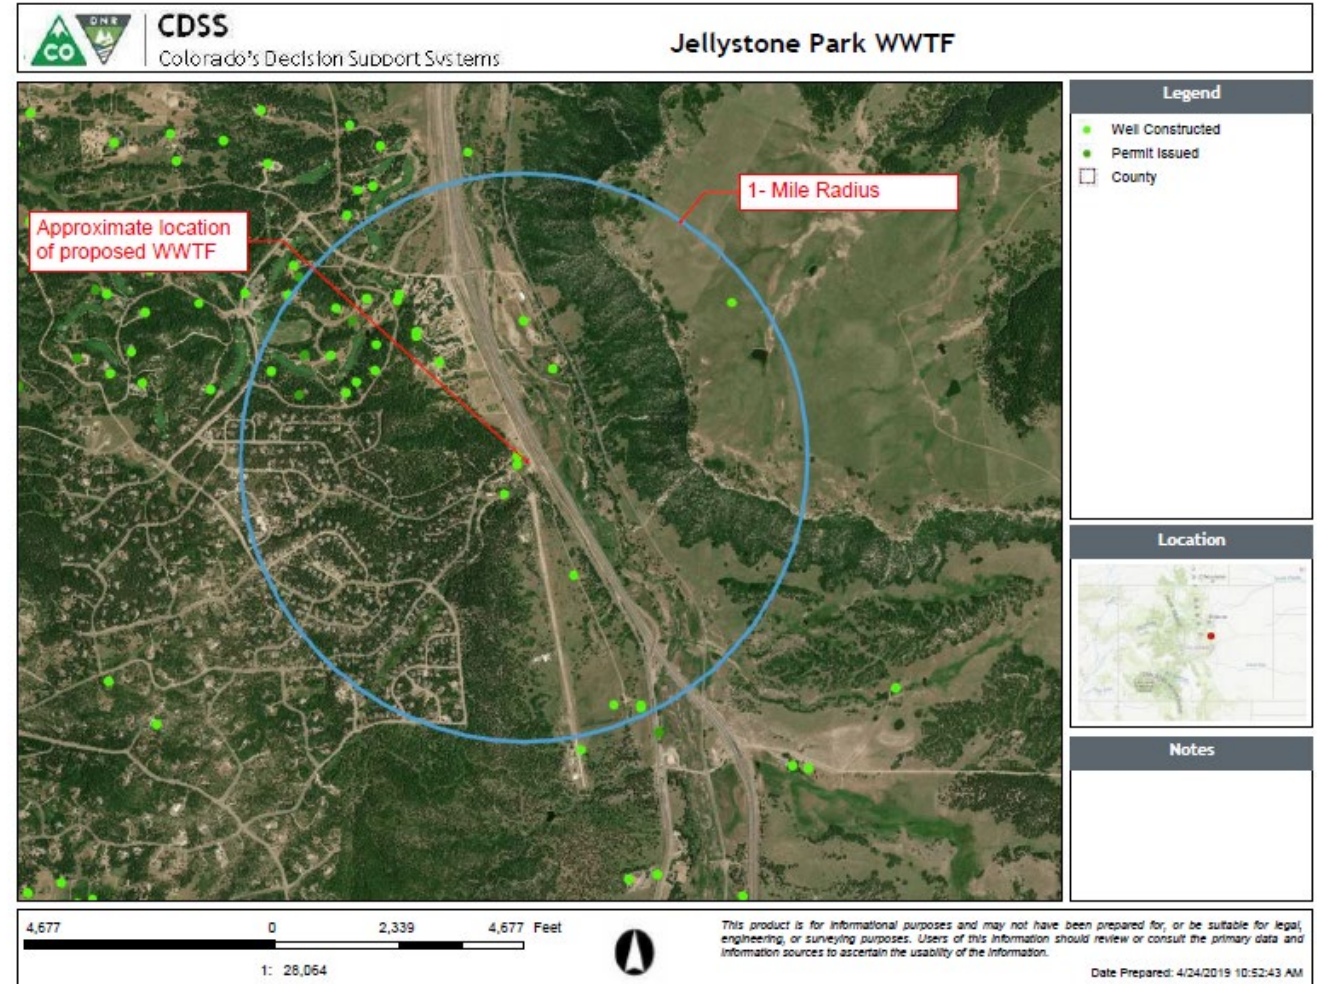 DNR
CO
CDSS
Colorado's Decision Support Systems
Jellystone Park WWTF
Legend
Well Constructed
Permit Issued
County
1- Mile Radius
Approximate location
of proposed WWTF
Location
Notes
4,677
0
2,339
4,677 Feet
1: 28,064
This product is for informational purposes and may not have been prepared for, or be suitable for legal,
engineering, or surveying purposes. Users of this information should review or consult the primary data and
information sources to ascertain the usability of the information.
Date Prepared: 4/24/2019 10:52:43 AM